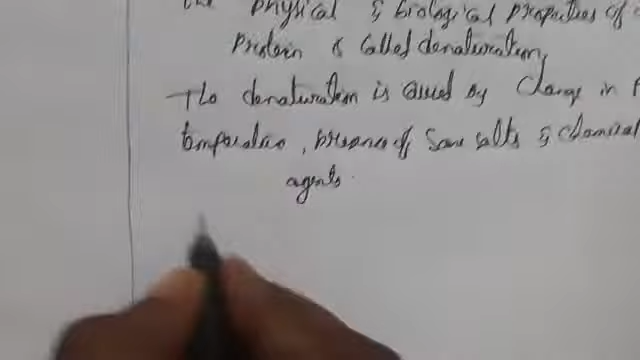 the physical & biological properties of
Protein is called denaturation,
The denaturation is caused by change in
temperature, presence of some salts & chemical
agents.